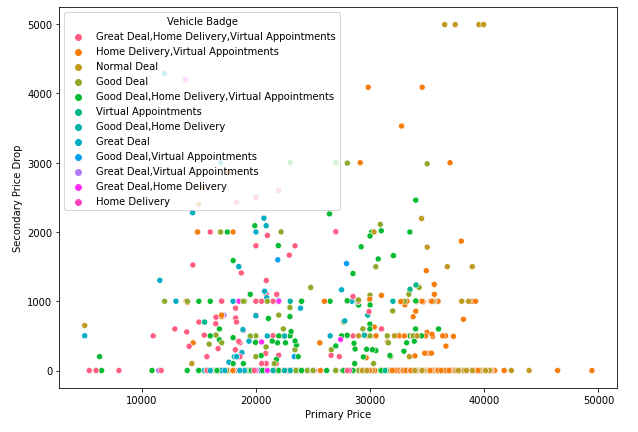 Vehicle Badge
Great Deal,Home Delivery,Virtual Appointments
Home Delivery,Virtual Appointments
Normal Deal
Good Deal
Good Deal,Home Delivery,Virtual Appointments
Virtual Appointments
Good Deal,Home Delivery
Great Deal
Good Deal,Virtual Appointments
Great Deal,Virtual Appointments
Great Deal,Home Delivery
Home Delivery
Secondary Price Drop
5000
4000
3000
2000
1000
0
10000 20000 30000 40000 50000
Primary Price